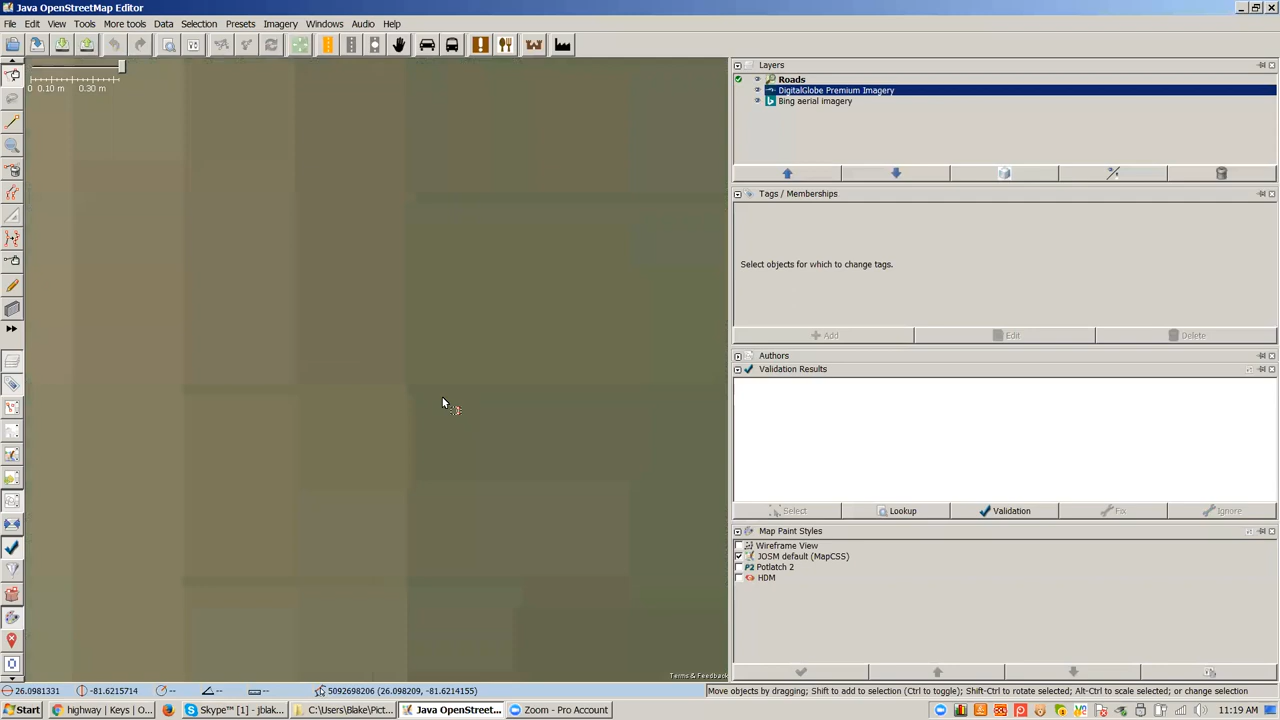 Java OpenStreetMap Editor
File Edit View Tools More tools Data Selection Presets Imagery Windows Audio Help
0 0.10 m 0.30 m
Layers
Roads
DigitalGlobe Premium Imagery
Bing aerial imagery
Tags / Memberships
Select objects for which to change tags.
Add Edit Delete
Authors
Validation Results
Select Lookup Validation Fix Ignore
Map Paint Styles
Wireframe View
JOSM default (MapCSS)
P2 Potlatch 2
HDM
Terms & Feedback
26.0981331 -81.6215714 -- -- -- 5092698206 (26.098209, -81.6214155) Move objects by dragging; Shift to add to selection (Ctrl to toggle); Shift-Ctrl to rotate selected; Alt-Ctrl to scale selected; or change selection
Start highway | Keys | O... Skype™ [1] - jblak... C:\Users\Blake\Pict... Java OpenStreet... Zoom - Pro Account 11:19 AM